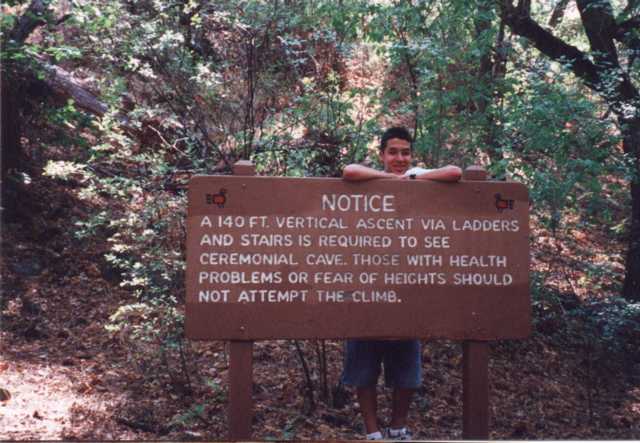 NOTICE
A 140 FT. VERTICAL ASCENT VIA LADDERS
AND STAIRS IS REQUIRED TO SEE
CEREMONIAL CAVE. THOSE WITH HEALTH
PROBLEMS OR FEAR OF HEIGHTS SHOULD
NOT ATTEMPT THE CLIMB.